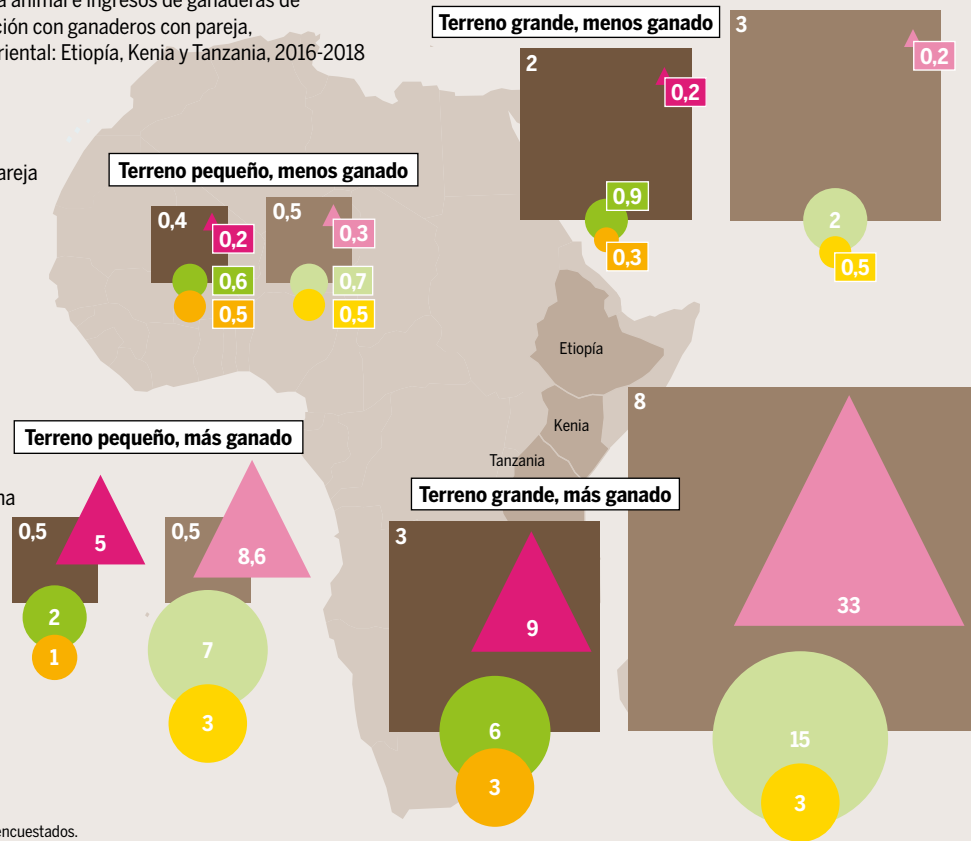 a animal e ingresos de ganaderas de
ción con ganaderos con pareja,
riental: Etiopía, Kenia y Tanzania, 2016-2018
areja
Terreno pequeño, menos ganado
0,4
0,2
0,6
0,5
0,5
0,3
0,7
0,5
Terreno grande, menos ganado
2
0,2
0,9
0,3
3
0,2
2
0,5
Etiopía
Kenia
Tanzania
Terreno pequeño, más ganado
na
0,5
5
2
1
0,5
8,6
7
3
Terreno grande, más ganado
3
9
6
3
8
33
15
3
encuestados.